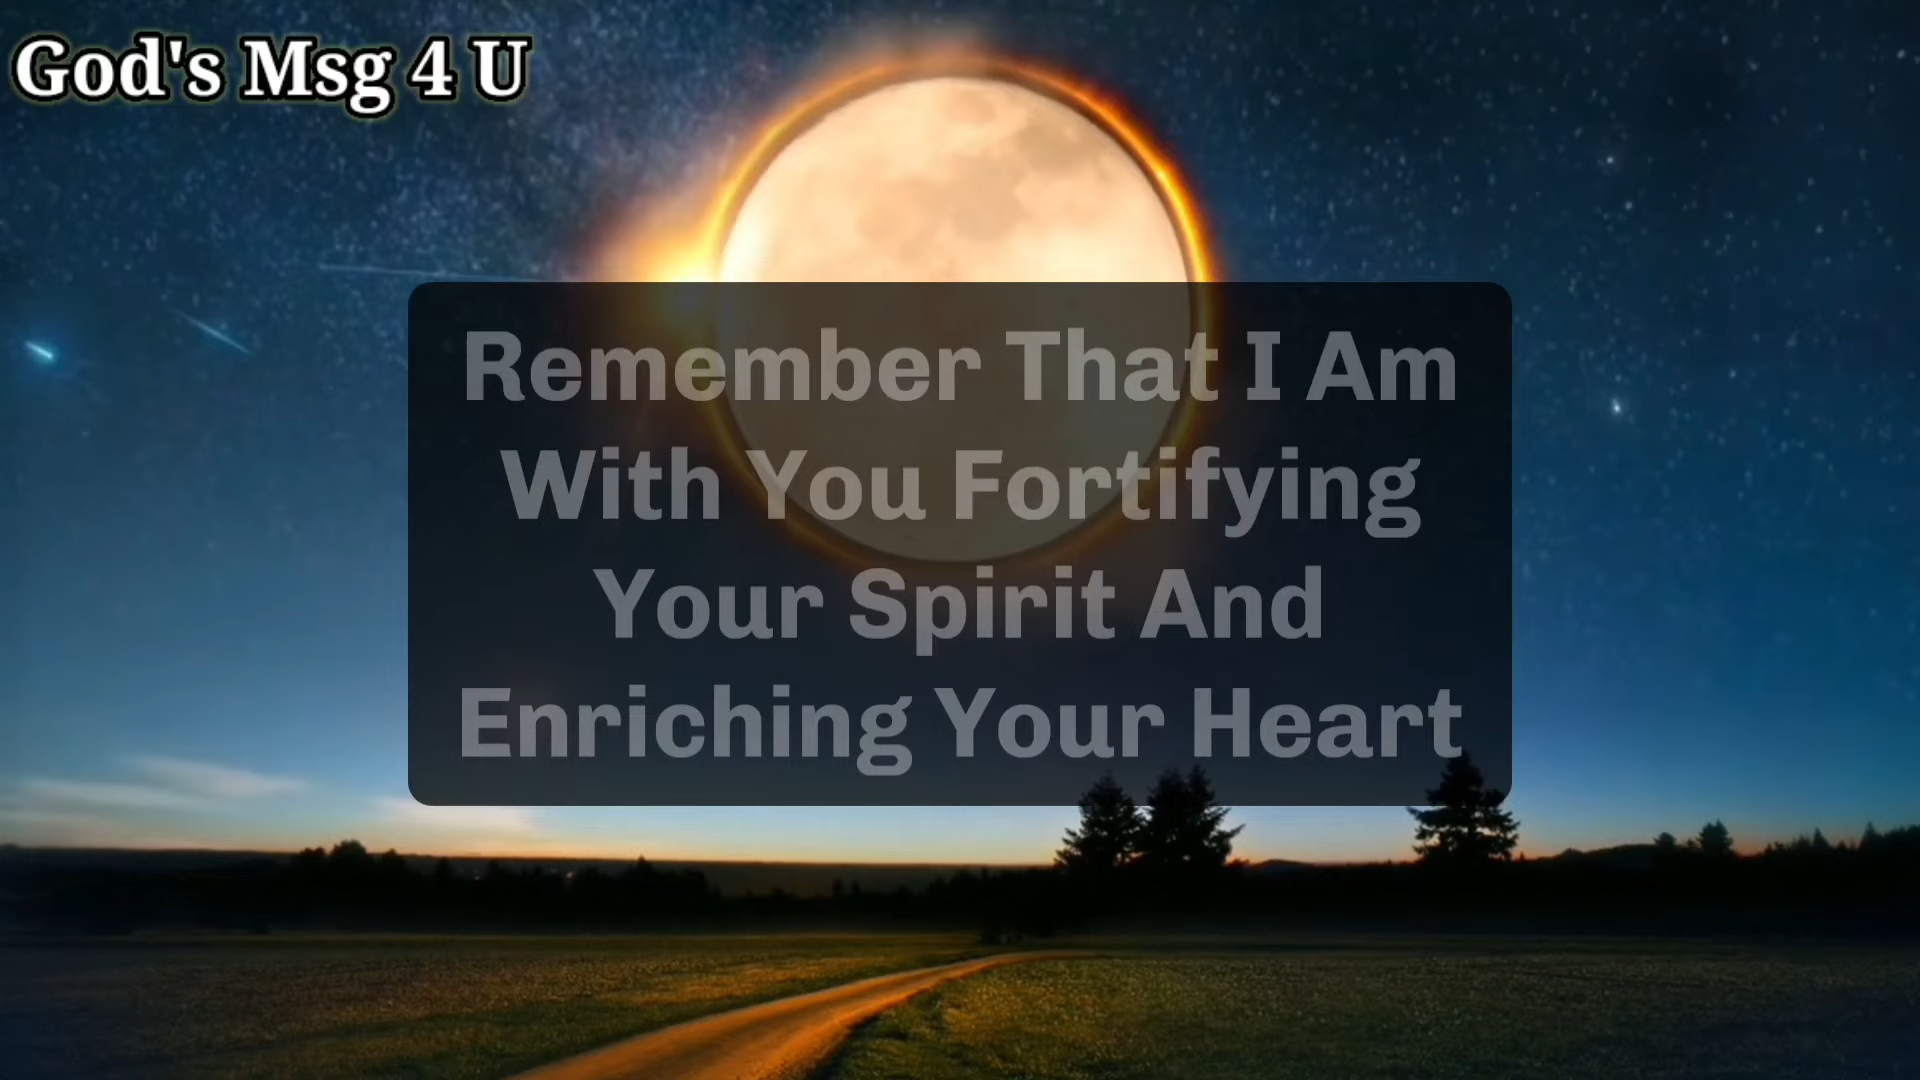 God's Msg 4 U
Remember That I Am
With You Fortifying
Your Spirit And
Enriching Your Heart